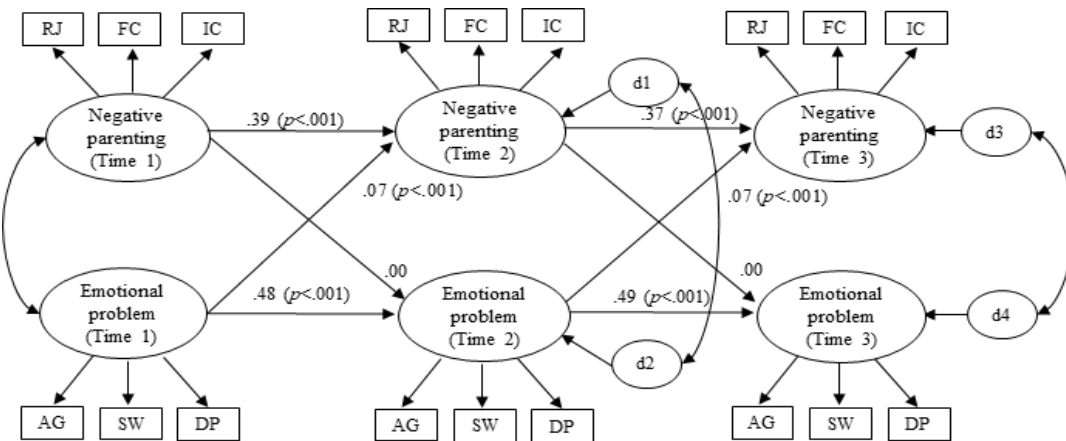 RJ FC IC
RJ FC IC
RJ FC IC
Negative
parenting
(Time 1)
.39 (p<.001)
Negative
parenting
(Time 2)
d1
.37 (p<.001)
Negative
parenting
(Time 3)
d3
.07 (p<.001)
.07 (p<.001)
.00
.00
Emotional
problem
(Time 1)
.48 (p<.001)
Emotional
problem
(Time 2)
.49 (p<.001)
Emotional
problem
(Time 3)
d4
d2
AG SW DP
AG SW DP
AG SW DP